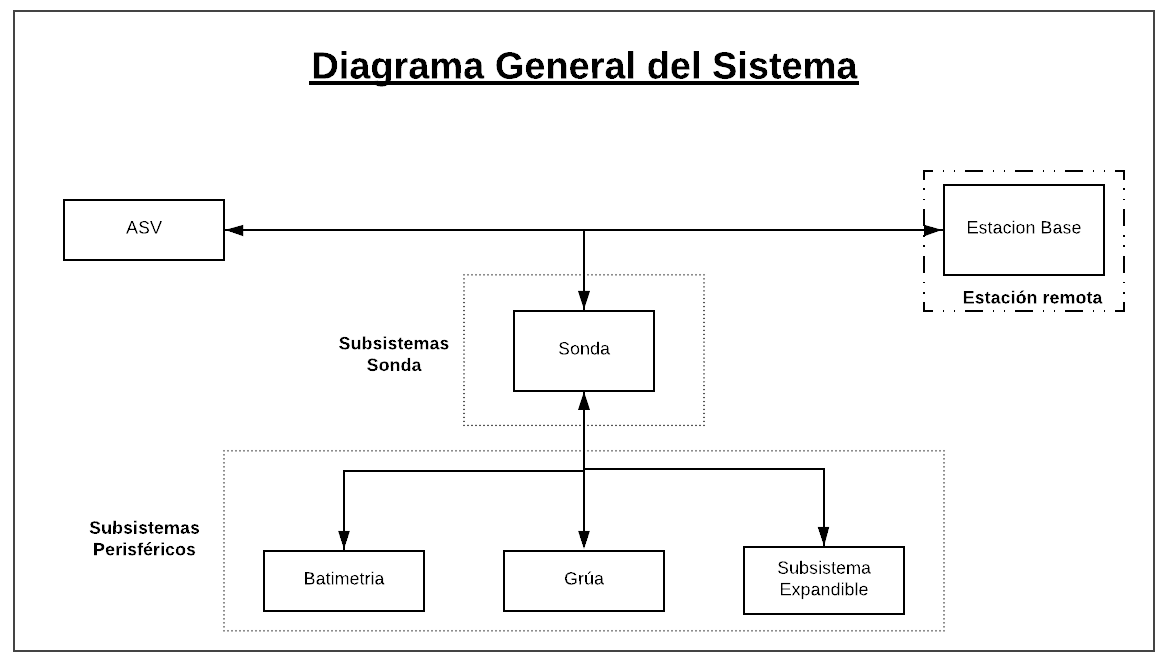 Diagrama General del Sistema
ASV
Estacion Base
Estación remota
Subsistemas
Sonda
Sonda
Subsistemas
Perisféricos
Batimetria
Grúa
Subsistema
Expandible